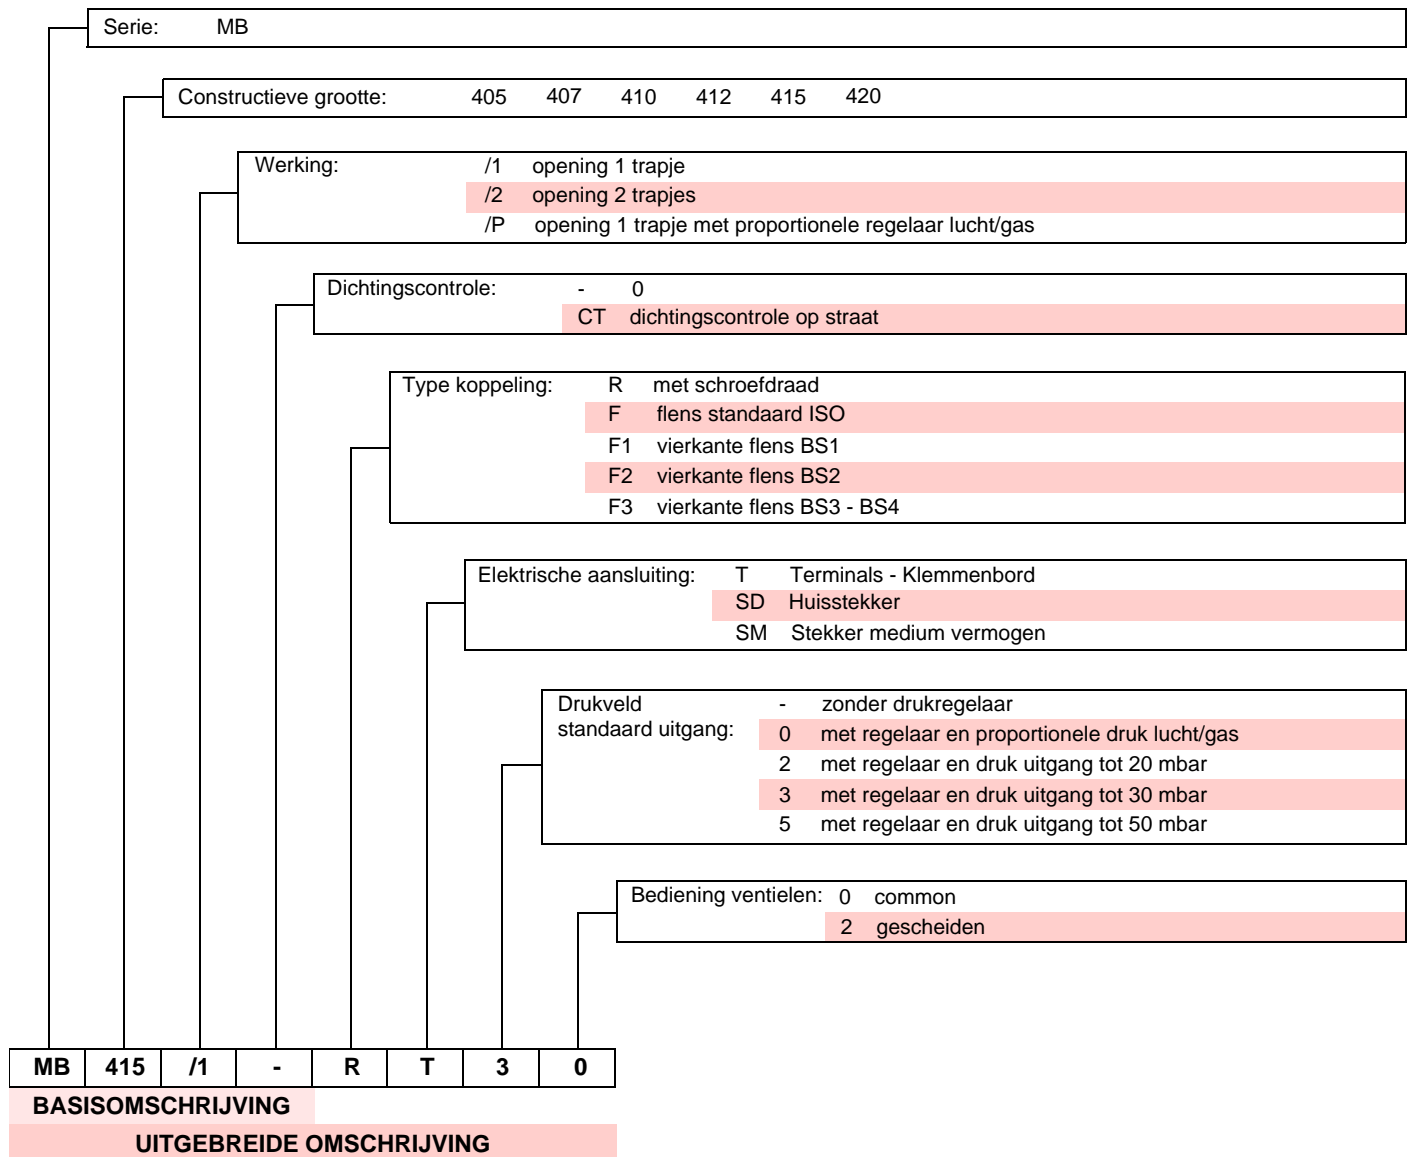 Serie: MB
Constructieve grootte: 405 407 410 412 415 420
Werking: /1 opening 1 trapje
/2 opening 2 trapjes
/P opening 1 trapje met proportionele regelaar lucht/gas
Dichtingscontrole: - 0
CT dichtingscontrole op straat
Type koppeling: R met schroefdraad
F flens standaard ISO
F1 vierkante flens BS1
F2 vierkante flens BS2
F3 vierkante flens BS3 - BS4
Elektrische aansluiting: T Terminals - Klemmenbord
SD Huisstekker
SM Stekker medium vermogen
Drukveld - zonder drukregelaar
standaard uitgang: 0 met regelaar en proportionele druk lucht/gas
2 met regelaar en druk uitgang tot 20 mbar
3 met regelaar en druk uitgang tot 30 mbar
5 met regelaar en druk uitgang tot 50 mbar
Bediening ventielen: 0 common
2 gescheiden
MB 415 /1 - R T 3 0
BASISOMSCHRIJVING
UITGEBREIDE OMSCHRIJVING